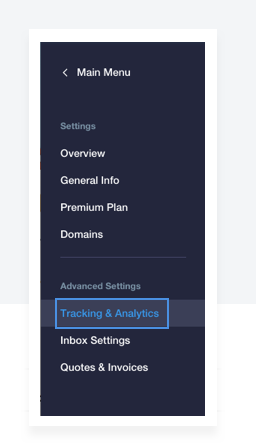 Main Menu
Settings
Overview
General Info
Premium Plan
Domains
Advanced Settings
Tracking & Analytics
Inbox Settings
Quotes & Invoices